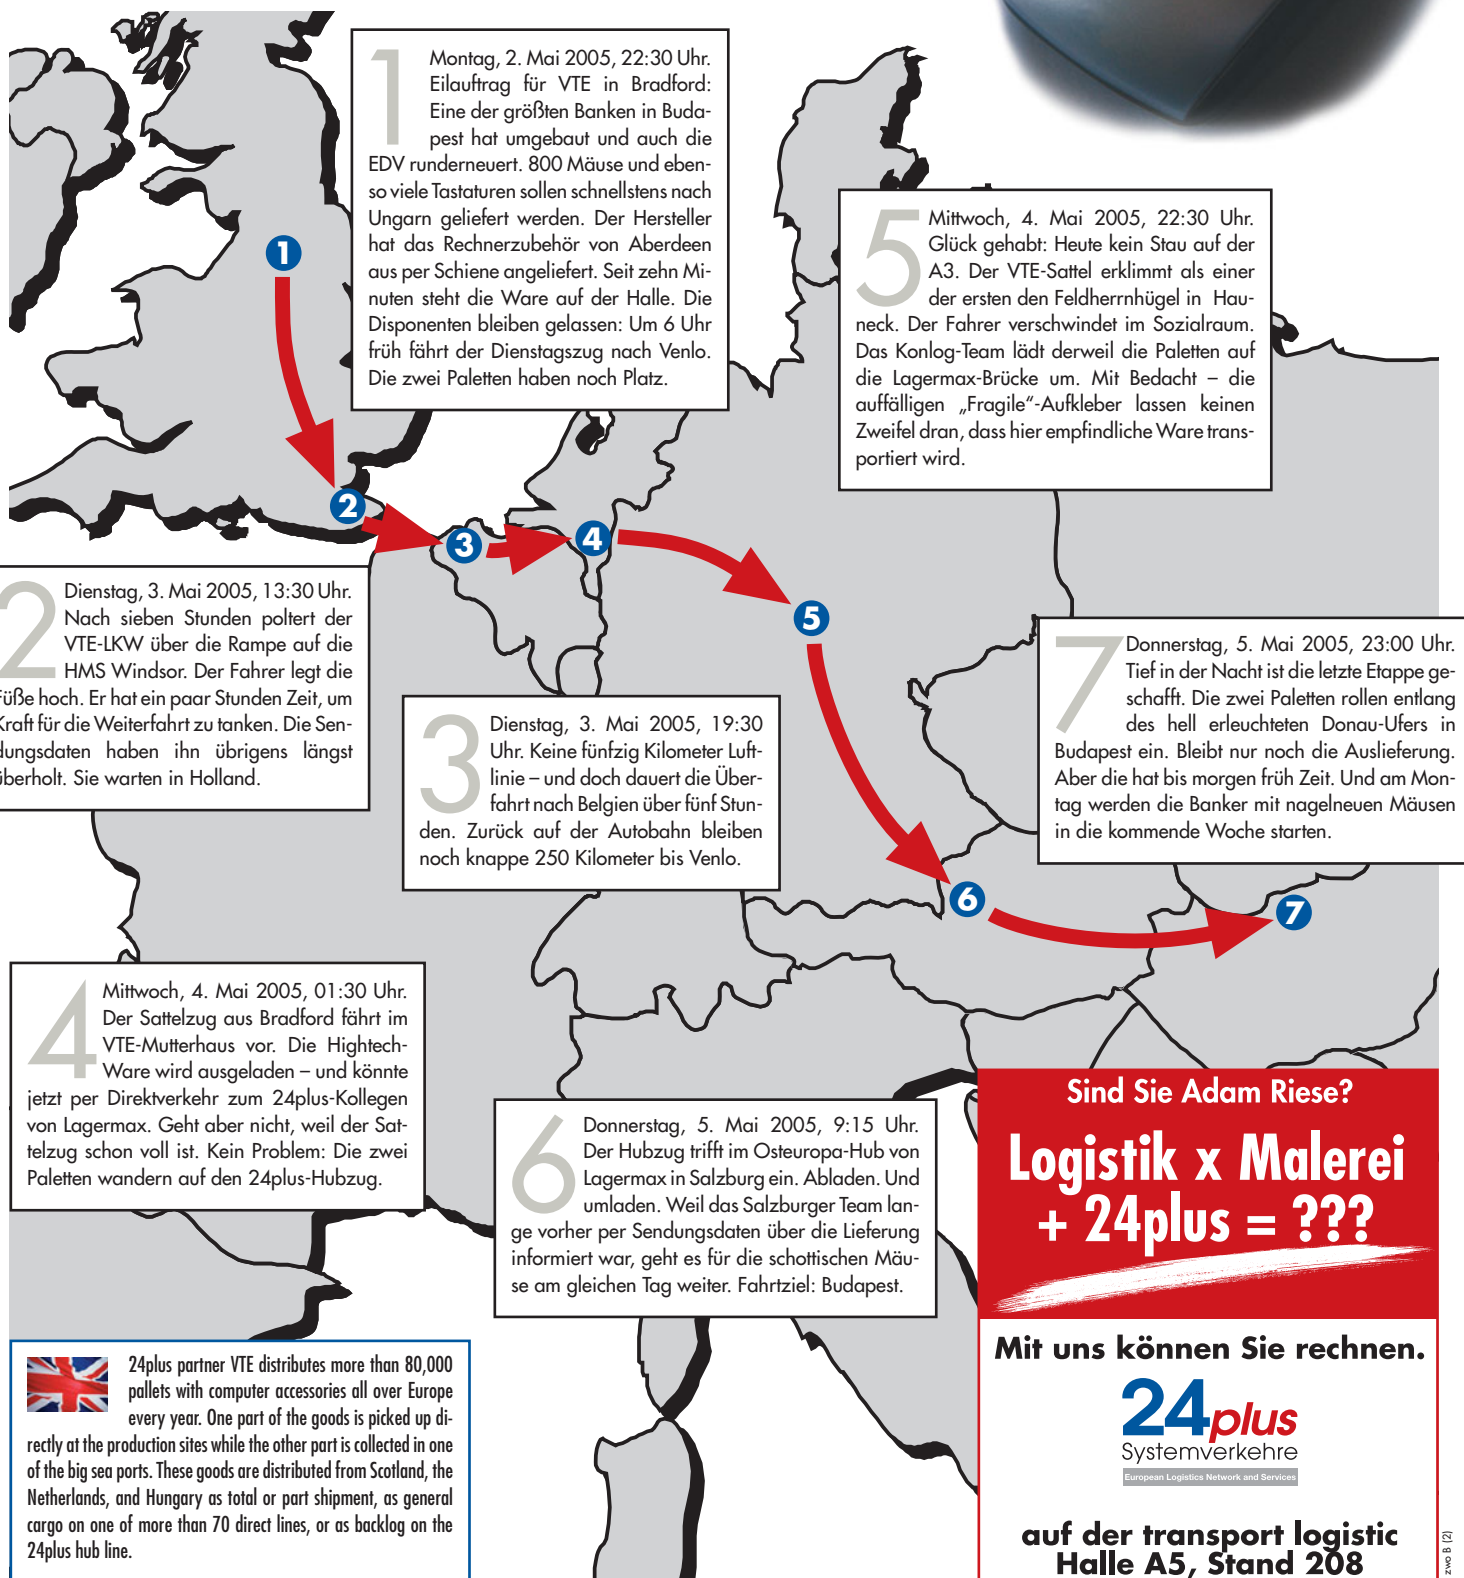 1
Montag, 2. Mai 2005, 22:30 Uhr.
Eilauftrag für VTE in Bradford:
Eine der größten Banken in Buda-
pest hat umgebaut und auch die
EDV runderneuert. 800 Mäuse und eben-
so viele Tastaturen sollen schnellstens nach
Ungarn geliefert werden. Der Hersteller
hat das Rechnerzubehör von Aberdeen
aus per Schiene angeliefert. Seit zehn Mi-
nuten steht die Ware auf der Halle. Die
Disponenten bleiben gelassen: Um 6 Uhr
früh fährt der Dienstagszug nach Venlo.
Die zwei Paletten haben noch Platz.
2
Dienstag, 3. Mai 2005, 13:30 Uhr.
Nach sieben Stunden poltert der
VTE-LKW über die Rampe auf die
HMS Windsor. Der Fahrer legt die
Füße hoch. Er hat ein paar Stunden Zeit, um
Kraft für die Weiterfahrt zu tanken. Die Sen-
dungsdaten haben ihn übrigens längst
überholt. Sie warten in Holland.
3
Dienstag, 3. Mai 2005, 19:30
Uhr. Keine fünfzig Kilometer Luft-
linie – und doch dauert die Über-
fahrt nach Belgien über fünf Stun-
den. Zurück auf der Autobahn bleiben
noch knappe 250 Kilometer bis Venlo.
4
Mittwoch, 4. Mai 2005, 01:30 Uhr.
Der Sattelzug aus Bradford fährt im
VTE-Mutterhaus vor. Die Hightech-
Ware wird ausgeladen – und könnte
jetzt per Direktverkehr zum 24plus-Kollegen
von Lagermax. Geht aber nicht, weil der Sat-
telzug schon voll ist. Kein Problem: Die zwei
Paletten wandern auf den 24plus-Hubzug.
5
Mittwoch, 4. Mai 2005, 22:30 Uhr.
Glück gehabt: Heute kein Stau auf der
A3. Der VTE-Sattel erklimmt als einer
der ersten den Feldherrnhügel in Hau-
neck. Der Fahrer verschwindet im Sozialraum.
Das Konlog-Team lädt derweil die Paletten auf
die Lagermax-Brücke um. Mit Bedacht – die
auffälligen „Fragile“-Aufkleber lassen keinen
Zweifel dran, dass hier empfindliche Ware trans-
portiert wird.
6
Donnerstag, 5. Mai 2005, 9:15 Uhr.
Der Hubzug trifft im Osteuropa-Hub von
Lagermax in Salzburg ein. Abladen. Und
umladen. Weil das Salzburger Team lan-
ge vorher per Sendungsdaten über die Lieferung
informiert war, geht es für die schottischen Mäu-
se am gleichen Tag weiter. Fahrtziel: Budapest.
7
Donnerstag, 5. Mai 2005, 23:00 Uhr.
Tief in der Nacht ist die letzte Etappe ge-
schafft. Die zwei Paletten rollen entlang
des hell erleuchteten Donau-Ufers in
Budapest ein. Bleibt nur noch die Auslieferung.
Aber die hat bis morgen früh Zeit. Und am Mon-
tag werden die Banker mit nagelneuen Mäusen
in die kommende Woche starten.
1
2
3
4
5
6
7
24plus partner VTE distributes more than 80,000
pallets with computer accessories all over Europe
every year. One part of the goods is picked up di-
rectly at the production sites while the other part is collected in one
of the big sea ports. These goods are distributed from Scotland, the
Netherlands, and Hungary as total or part shipment, as general
cargo on one of more than 70 direct lines, or as backlog on the
24plus hub line.
Sind Sie Adam Riese?
Logistik x Malerei
+ 24plus = ???
Mit uns können Sie rechnen.
24plus
Systemverkehre
European Logistics Network and Services
auf der transport logistic
Halle A5, Stand 208
zwo B (2)